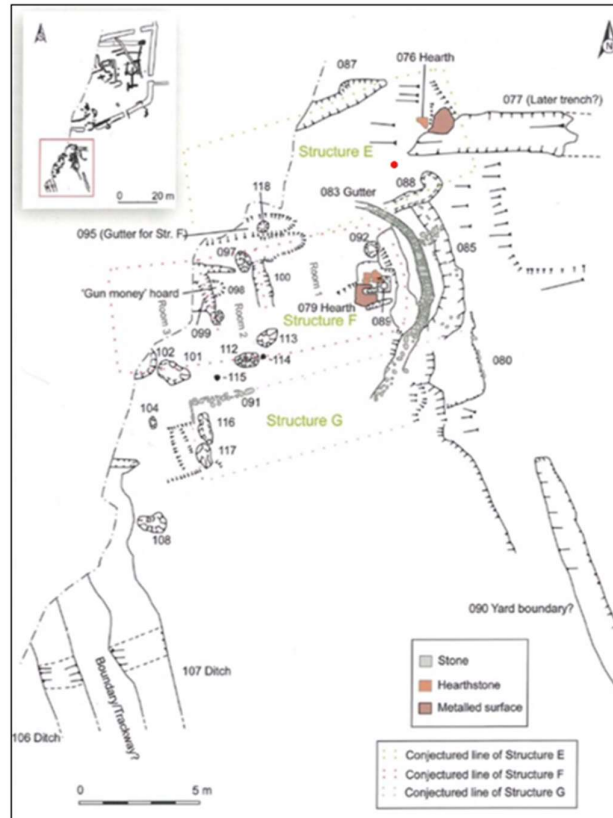 N
0 20 m
076 Hearth
087
077 (Later trench?)
Structure E
118
083 Gutter
088
095 (Gutter for Str. F)
092
085
097
100
Room 1
'Gun money' hoard
098
079 Hearth
Room 3
Room 2
099
Structure F
089
113
102 101
112
114
080
115
104
091
116
Structure G
117
108
090 Yard boundary?
107 Ditch
Boundary/Trackway?
106 Ditch
Stone
Hearthstone
Metalled surface
Conjectured line of Structure E
Conjectured line of Structure F
Conjectured line of Structure G
0 5 m